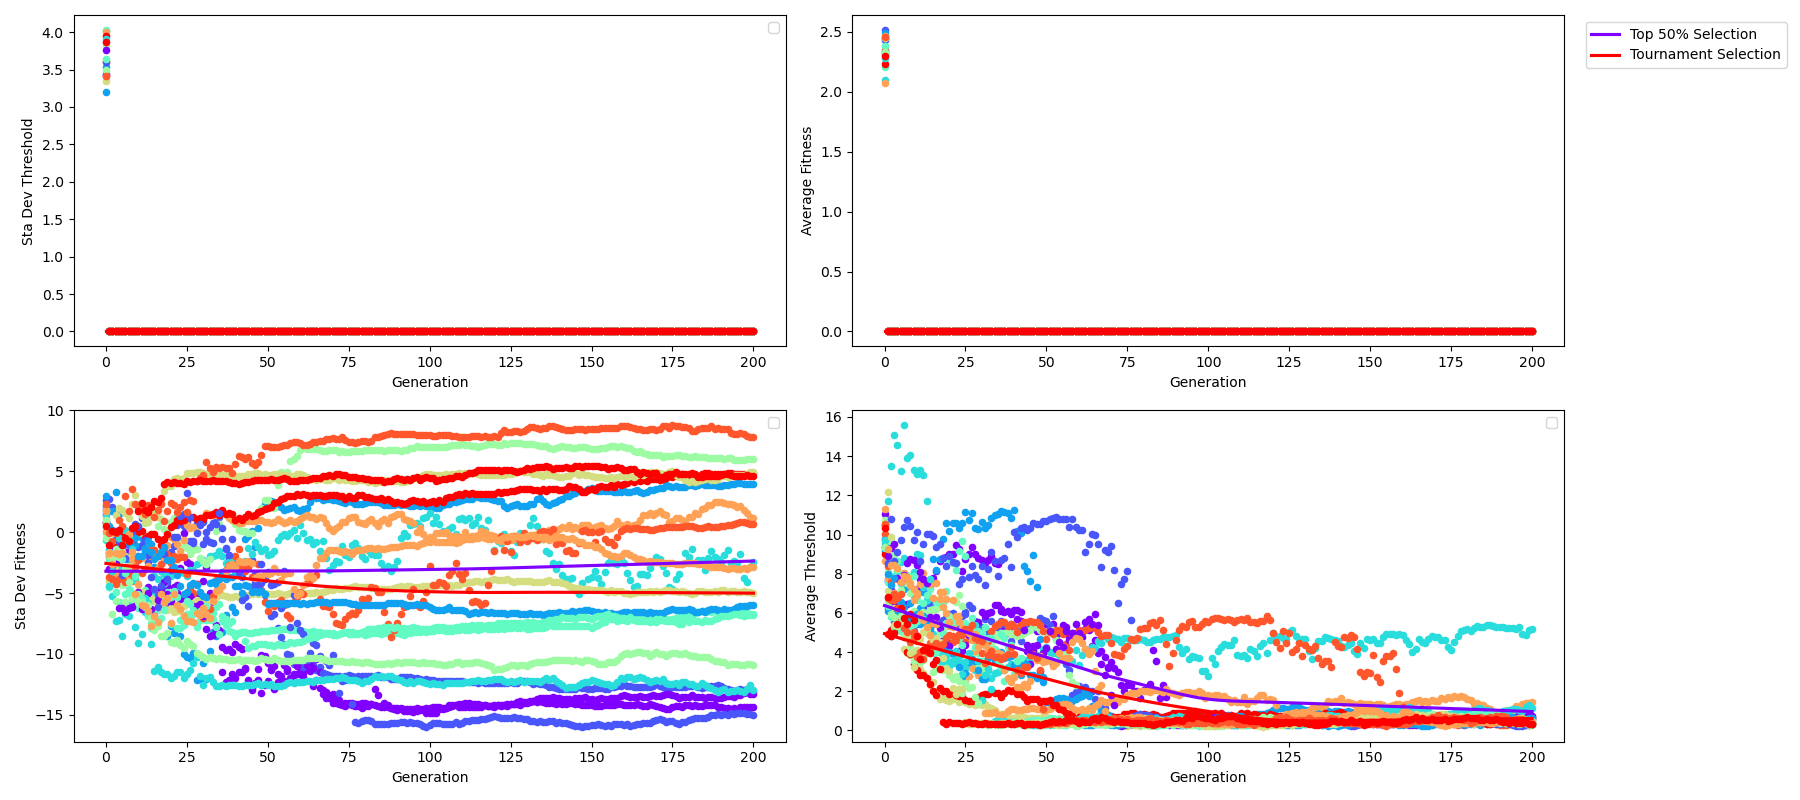 4.0
3.5
3.0
2.5
2.0
1.5
1.0
0.5
0.0
Sta Dev Threshold
0 25 50 75 100 125 150 175 200
Generation
2.5
2.0
1.5
1.0
0.5
0.0
Average Fitness
0 25 50 75 100 125 150 175 200
Generation
Top 50% Selection
Tournament Selection
10
5
0
−5
−10
−15
Sta Dev Fitness
0 25 50 75 100 125 150 175 200
Generation
16
14
12
10
8
6
4
2
0
Average Threshold
0 25 50 75 100 125 150 175 200
Generation